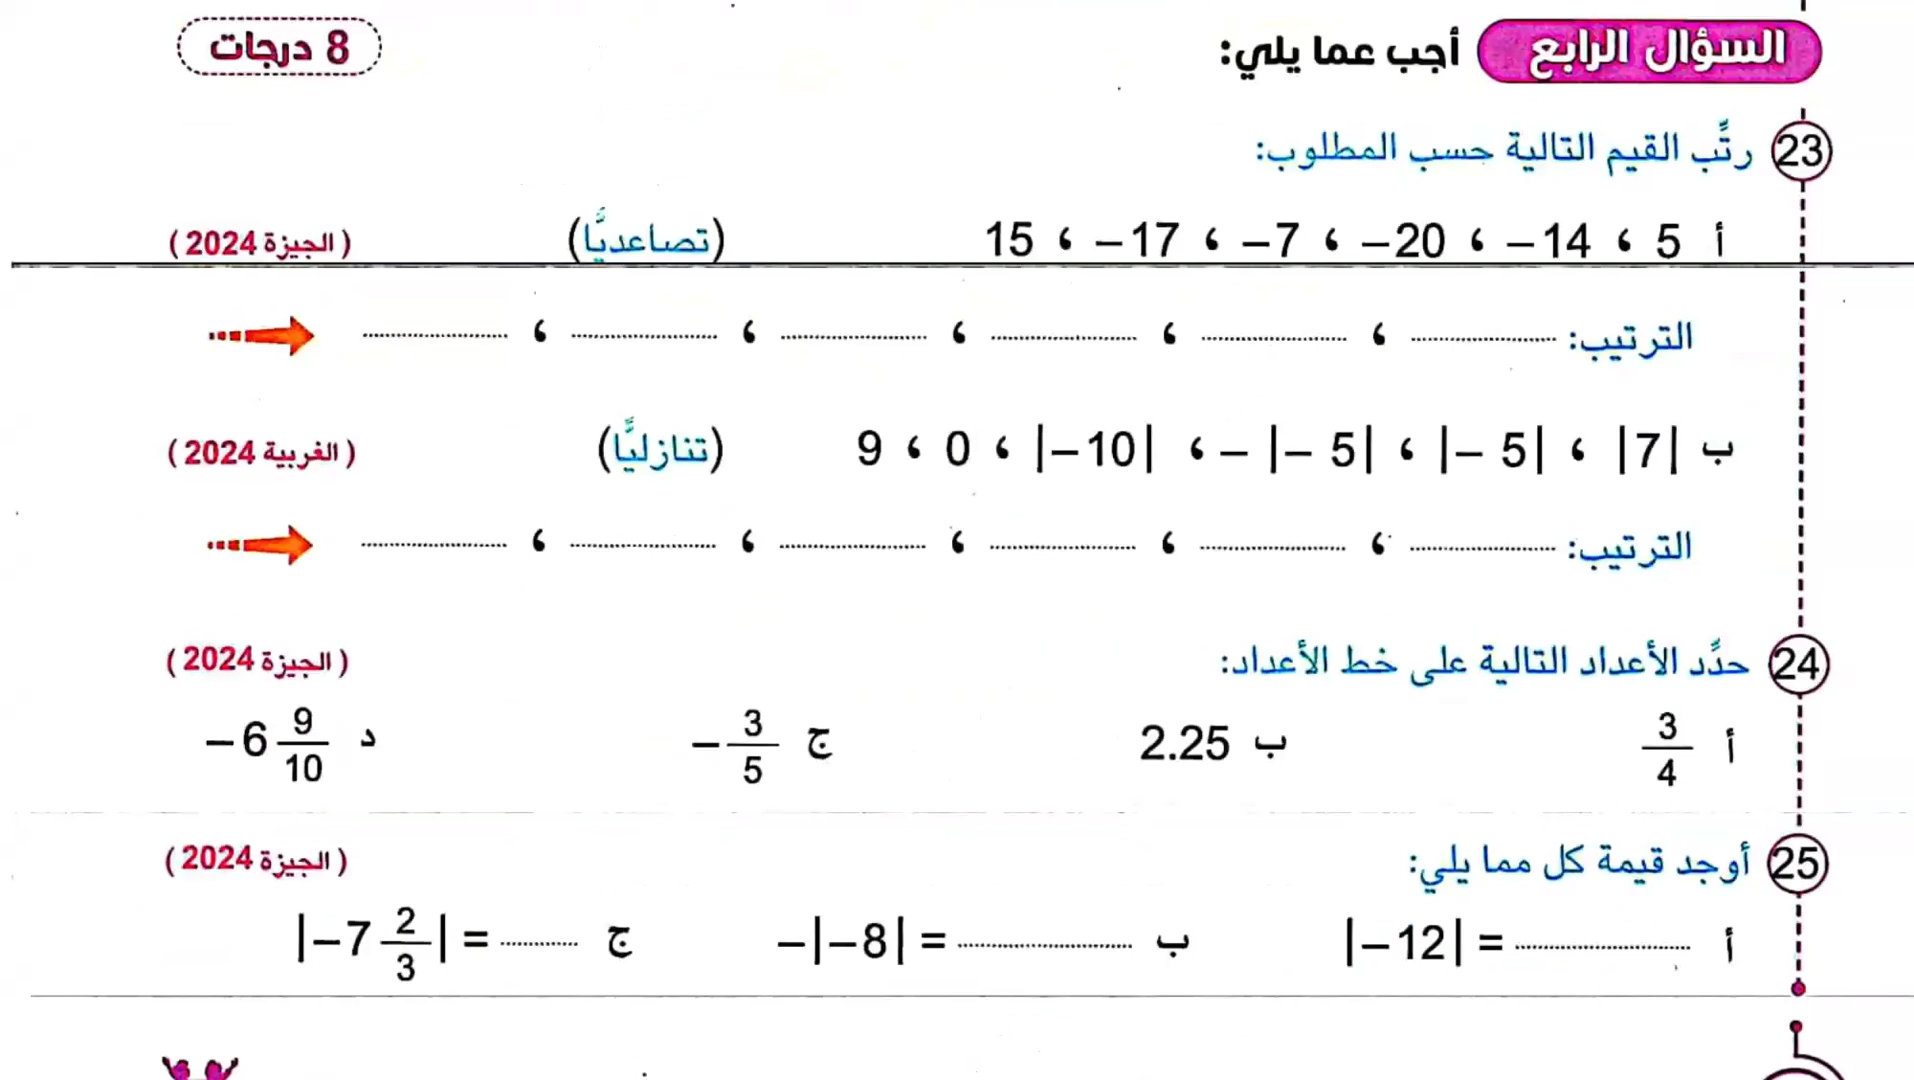 السؤال الرابع أجب عما يلي: 8 درجات
23 رتِّب القيم التالية حسب المطلوب:
أ 5 ، −14 ، −20 ، −7 ، −17 ، 15 (تصاعديًّا) (الجيزة 2024)
الترتيب: ............ ، ............ ، ............ ، ............ ، ............ ، ............
ب |7| ، |−5| ، −|−5| ، |−10| ، 0 ، 9 (تنازليًّا) (الغربية 2024)
الترتيب: ............ ، ............ ، ............ ، ............ ، ............ ، ............
24 حدِّد الأعداد التالية على خط الأعداد: (الجيزة 2024)
أ 3/4 ب 2.25 ج −3/5 د −6 9/10
25 أوجد قيمة كل مما يلي: (الجيزة 2024)
أ |−12| = ............ ب −|−8| = ............ ج |−7 2/3| = ............